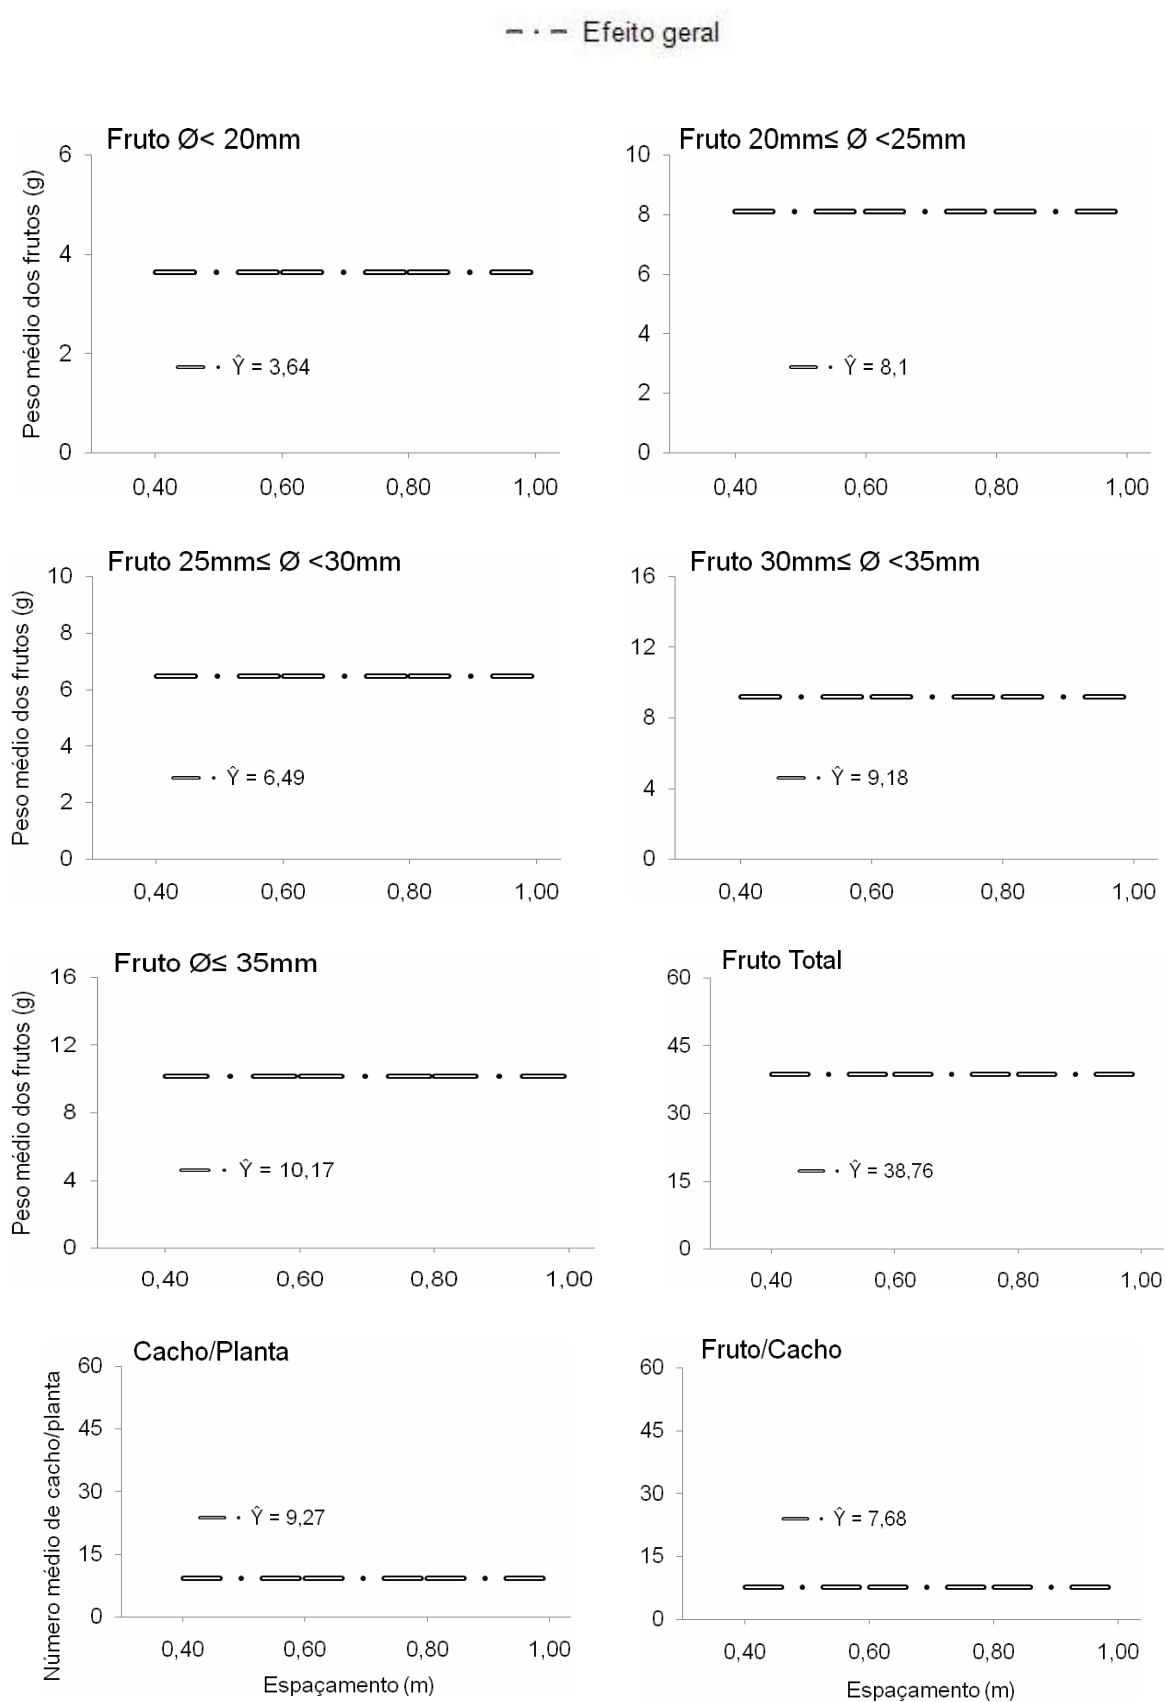 Efeito geral
Fruto Ø< 20mm
Peso médio dos frutos (g)
6
4
2
0
Ŷ = 3,64
0,40 0,60 0,80 1,00
Fruto 20mm≤ Ø <25mm
10
8
6
4
2
0
Ŷ = 8,1
0,40 0,60 0,80 1,00
Fruto 25mm≤ Ø <30mm
Peso médio dos frutos (g)
10
8
6
4
2
0
Ŷ = 6,49
0,40 0,60 0,80 1,00
Fruto 30mm≤ Ø <35mm
16
12
8
4
0
Ŷ = 9,18
0,40 0,60 0,80 1,00
Fruto Ø≤ 35mm
Peso médio dos frutos (g)
16
12
8
4
0
Ŷ = 10,17
0,40 0,60 0,80 1,00
Fruto Total
60
45
30
15
0
Ŷ = 38,76
0,40 0,60 0,80 1,00
Cacho/Planta
Número médio de cacho/planta
60
45
30
15
0
Ŷ = 9,27
0,40 0,60 0,80 1,00
Espaçamento (m)
Fruto/Cacho
60
45
30
15
0
Ŷ = 7,68
0,40 0,60 0,80 1,00
Espaçamento (m)